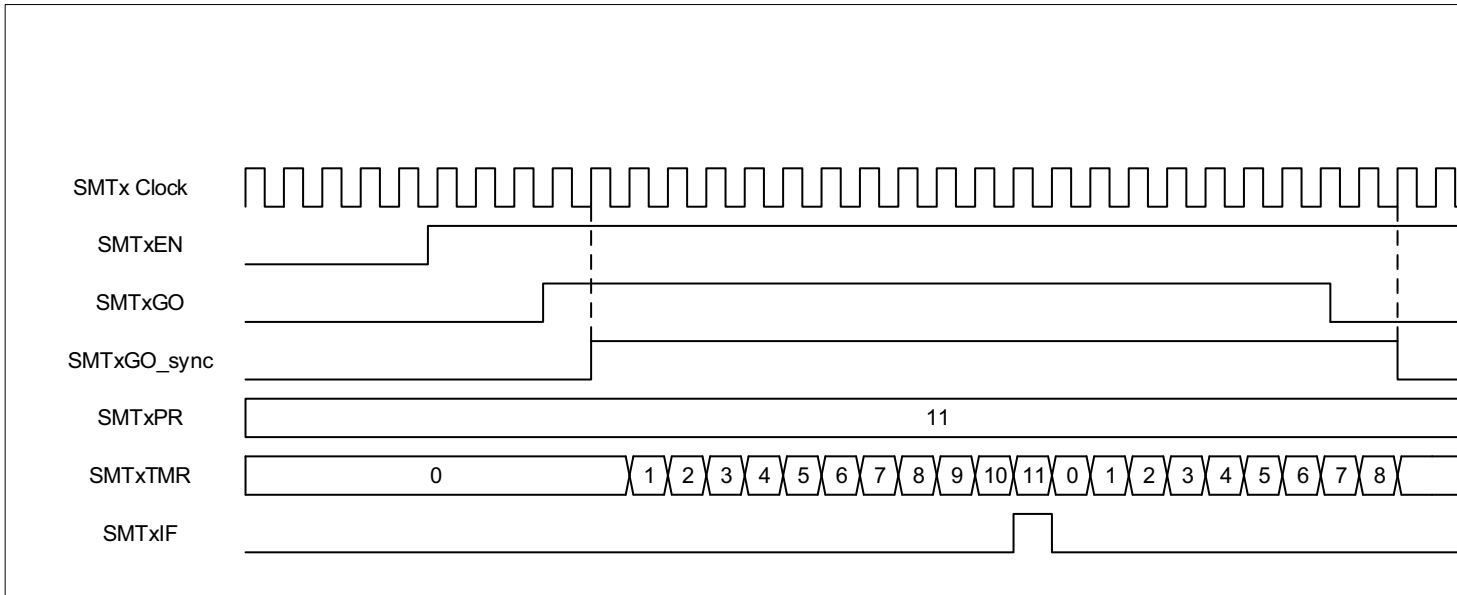 SMTx Clock
SMTxEN
SMTxGO
SMTxGO_sync
SMTxPR 11
SMTxTMR 0 1 2 3 4 5 6 7 8 9 10 11 0 1 2 3 4 5 6 7 8
SMTxIF